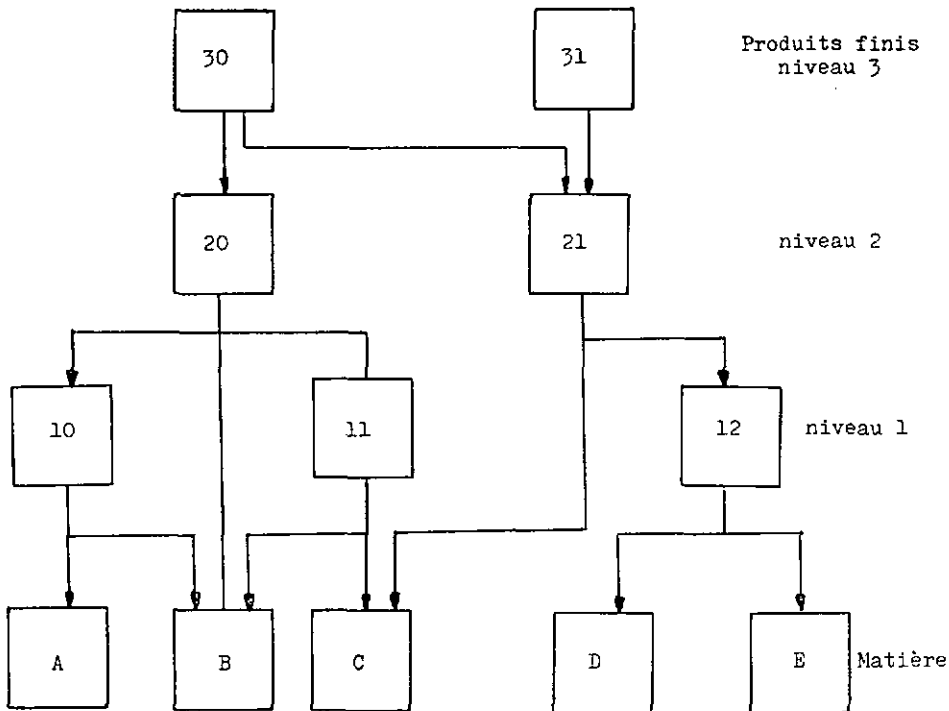 30
31
Produits finis
niveau 3
20
21
niveau 2
10
11
12
niveau 1
A
B
C
D
E
Matière